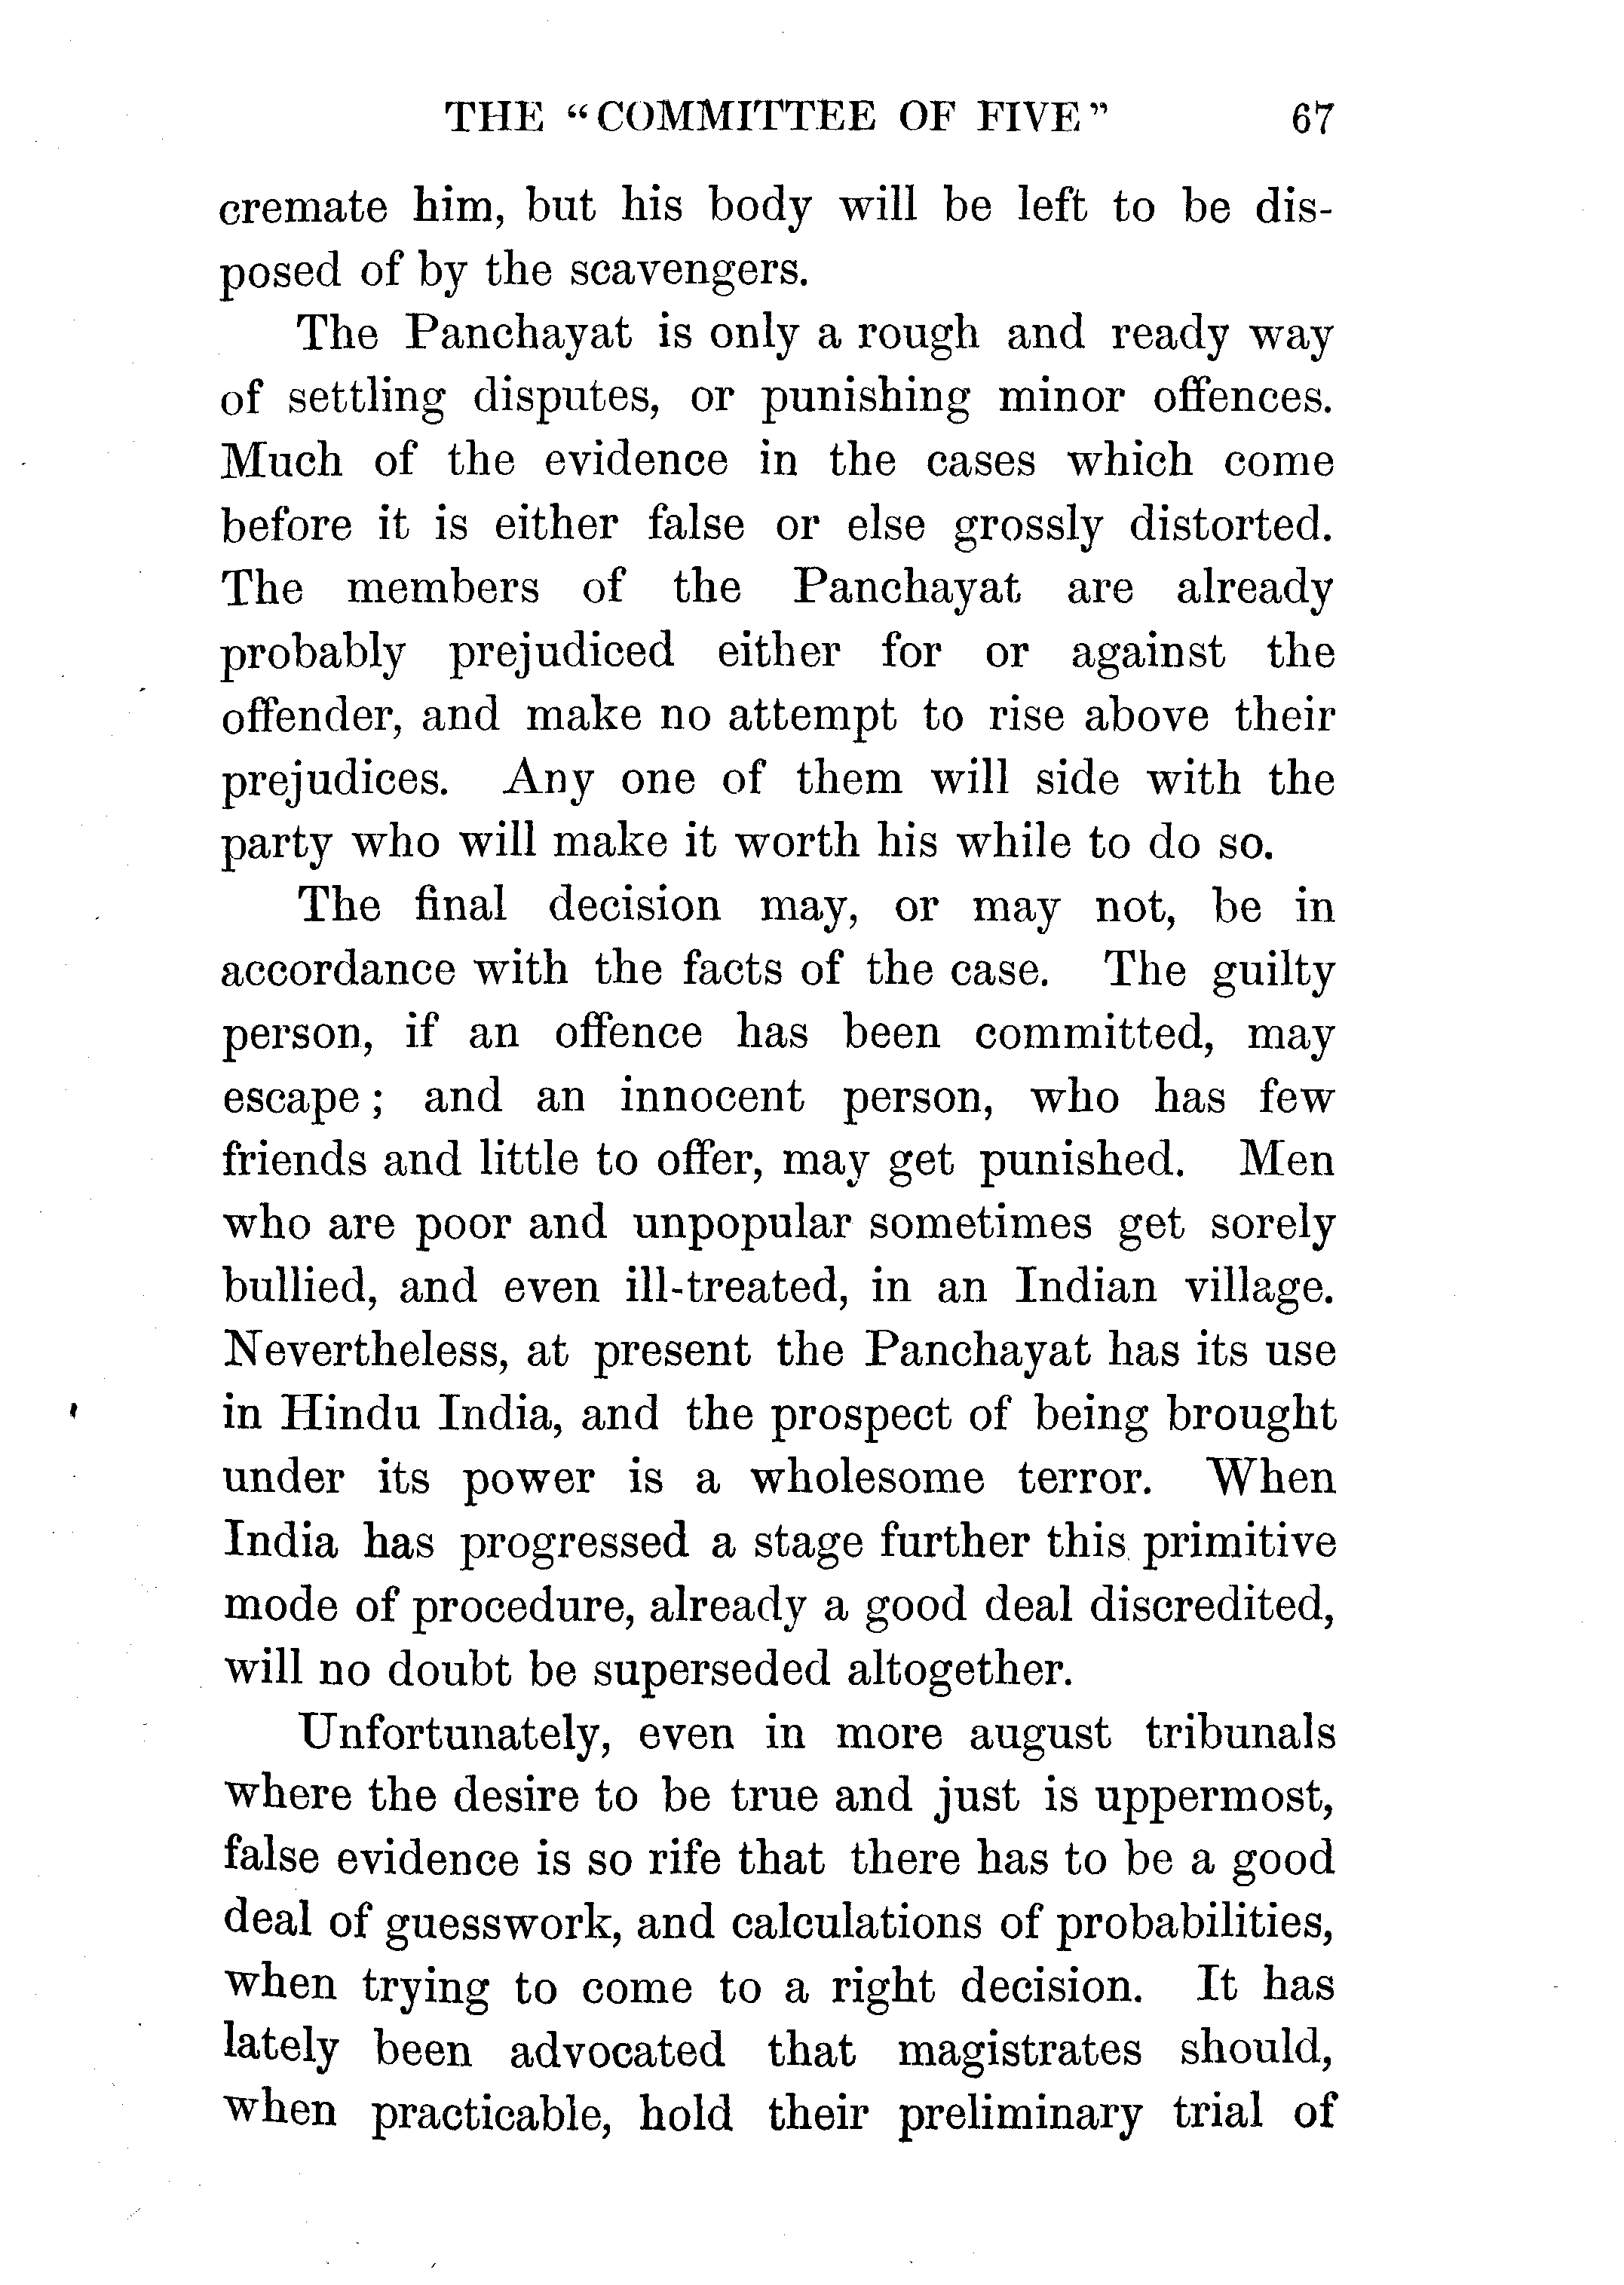 THE "COMMITTEE OF FIVE" 67
cremate him, but his body will be left to be dis-
posed of by the scavengers.
The Panchayat is only a rough and ready way
of settling disputes, or punishing minor offences.
Much of the evidence in the cases which come
before it is either false or else grossly distorted.
The members of the Panchayat are already
probably prejudiced either for or against the
offender, and make no attempt to rise above their
prejudices. Any one of them will side with the
party who will make it worth his while to do so.
The final decision may, or may not, be in
accordance with the facts of the case. The guilty
person, if an offence has been committed, may
escape; and an innocent person, who has few
friends and little to offer, may get punished. Men
who are poor and unpopular sometimes get sorely
bullied, and even ill-treated, in an Indian village.
Nevertheless, at present the Panchayat has its use
in Hindu India, and the prospect of being brought
under its power is a wholesome terror. When
India has progressed a stage further this primitive
mode of procedure, already a good deal discredited,
will no doubt be superseded altogether.
Unfortunately, even in more august tribunals
where the desire to be true and just is uppermost,
false evidence is so rife that there has to be a good
deal of guesswork, and calculations of probabilities,
when trying to come to a right decision. It has
lately been advocated that magistrates should,
when practicable, hold their preliminary trial of